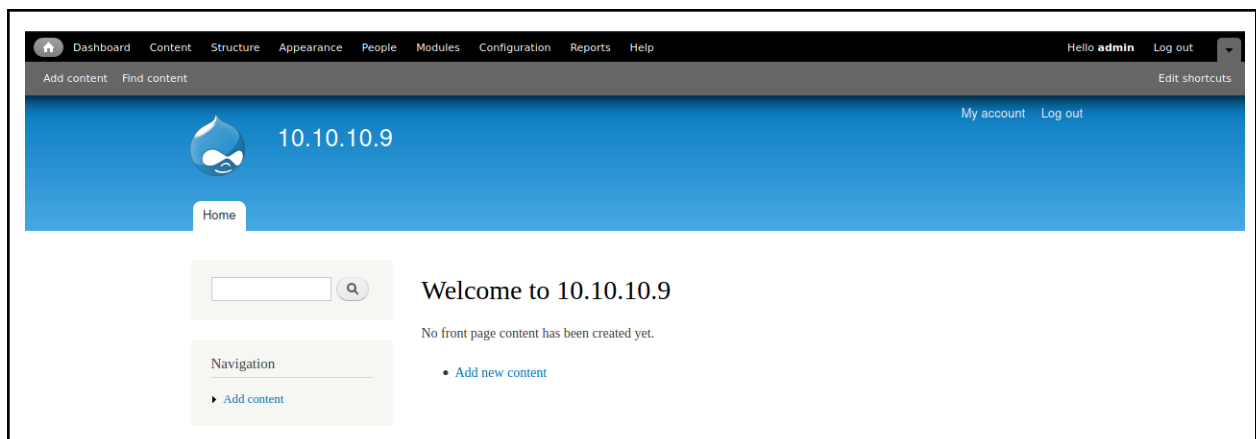 Dashboard Content Structure Appearance People Modules Configuration Reports Help Hello admin Log out
Add content Find content Edit shortcuts
My account Log out
10.10.10.9
Home
Welcome to 10.10.10.9
No front page content has been created yet.
Add new content
Navigation
Add content